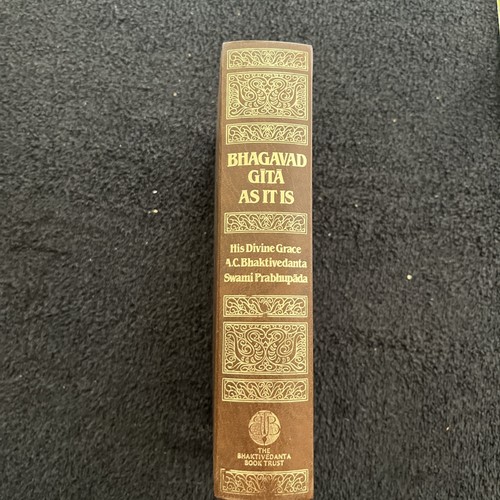 BHAGAVAD
GĪTĀ
AS IT IS
His Divine Grace
A.C. Bhaktivedanta
Swami Prabhupāda
THE
BHAKTIVEDANTA
BOOK TRUST